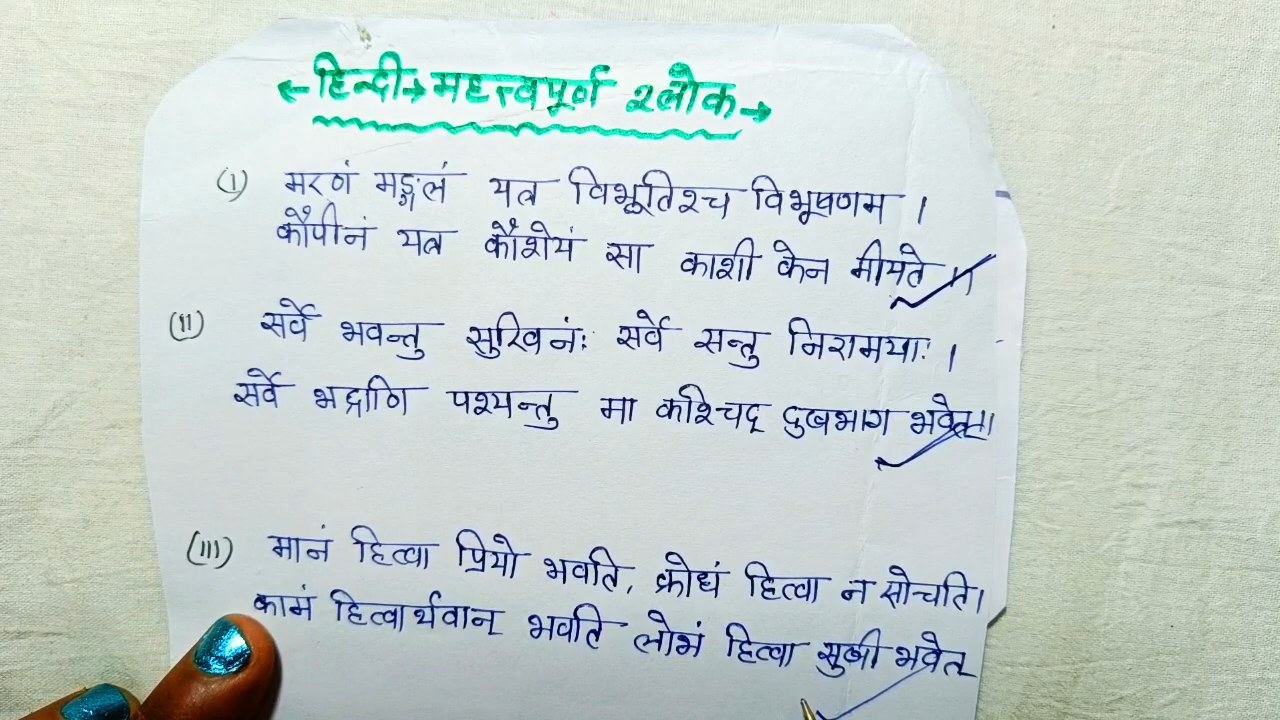 ←हिन्दी→महत्त्वपूर्ण श्लोक→
(I) मरणं मङ्गलं यत्र विभूतिश्च विभूषणम ।
कौपीनं यत्र कौशेयं सा काशी केन मीयते ॥
(II) सर्वे भवन्तु सुखिनंः सर्वे सन्तु निरामयाः ।
सर्वे भद्राणि पश्यन्तु मा कश्चिद् दुखभाग भवेत् ॥
(III) मानं हित्वा प्रियो भवति, क्रोधं हित्वा न सोचति।
कामं हित्वार्थवान् भवति लोभं हित्वा सुखी भवेत्